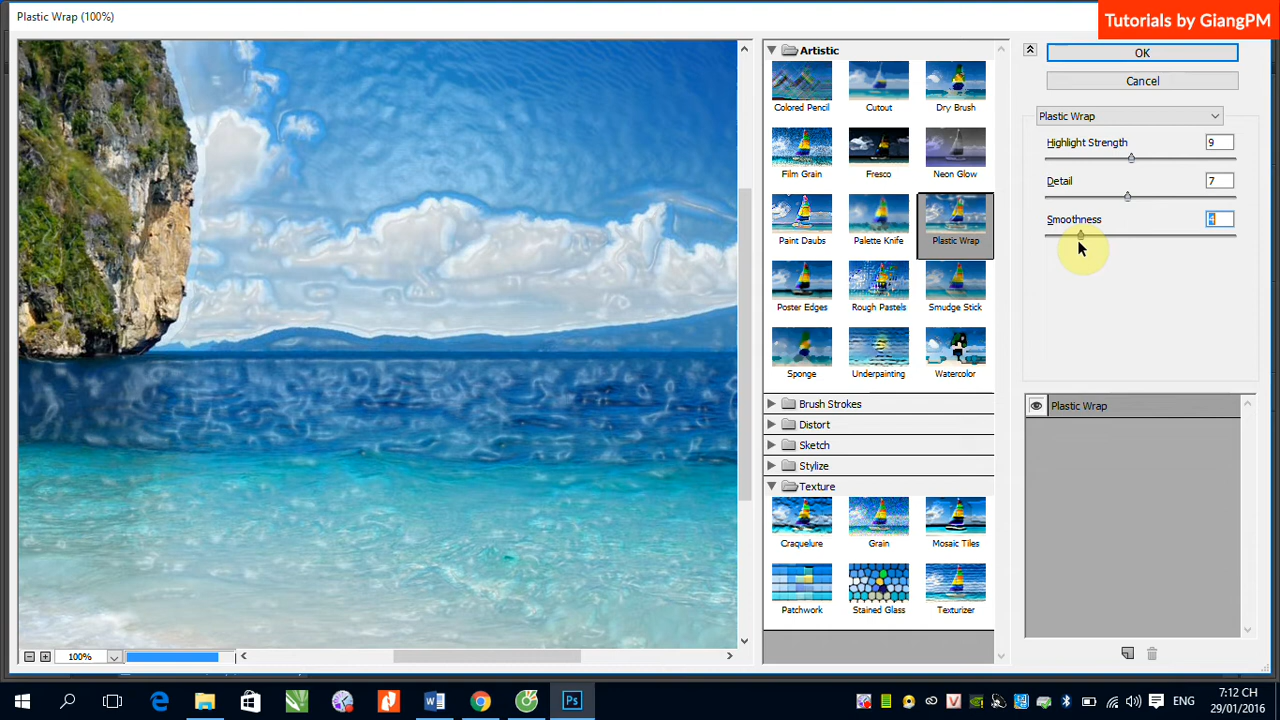 Plastic Wrap (100%)
Tutorials by GiangPM
Artistic
Colored Pencil
Cutout
Dry Brush
Film Grain
Fresco
Neon Glow
Paint Daubs
Palette Knife
Plastic Wrap
Poster Edges
Rough Pastels
Smudge Stick
Sponge
Underpainting
Watercolor
Brush Strokes
Distort
Sketch
Stylize
Texture
Craquelure
Grain
Mosaic Tiles
Patchwork
Stained Glass
Texturizer
OK
Cancel
Plastic Wrap
Highlight Strength 9
Detail 7
Smoothness
Plastic Wrap
100%
ENG
7:12 CH
29/01/2016